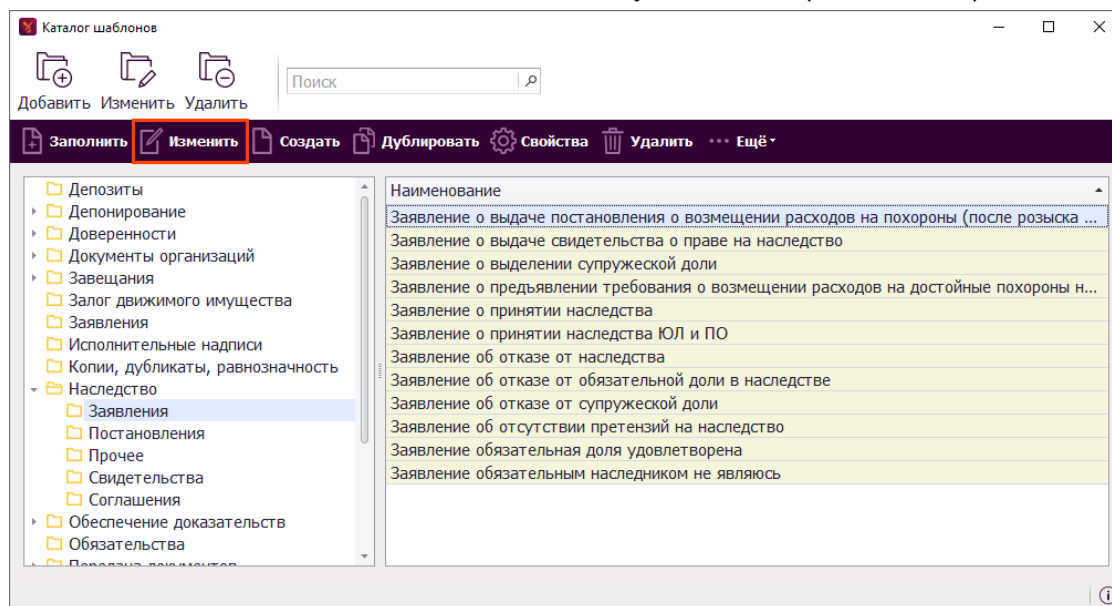 Каталог шаблонов
Добавить Изменить Удалить
Поиск
Заполнить Изменить Создать Дублировать Свойства Удалить ··· Ещё
Депозиты
Депонирование
Доверенности
Документы организаций
Завещания
Залог движимого имущества
Заявления
Исполнительные надписи
Копии, дубликаты, равнозначность
Наследство
Заявления
Постановления
Прочее
Свидетельства
Соглашения
Обеспечение доказательств
Обязательства
Наименование
Заявление о выдаче постановления о возмещении расходов на похороны (после розыска ...
Заявление о выдаче свидетельства о праве на наследство
Заявление о выделении супружеской доли
Заявление о предъявлении требования о возмещении расходов на достойные похороны н...
Заявление о принятии наследства
Заявление о принятии наследства ЮЛ и ПО
Заявление об отказе от наследства
Заявление об отказе от обязательной доли в наследстве
Заявление об отказе от супружеской доли
Заявление об отсутствии претензий на наследство
Заявление обязательная доля удовлетворена
Заявление обязательным наследником не являюсь